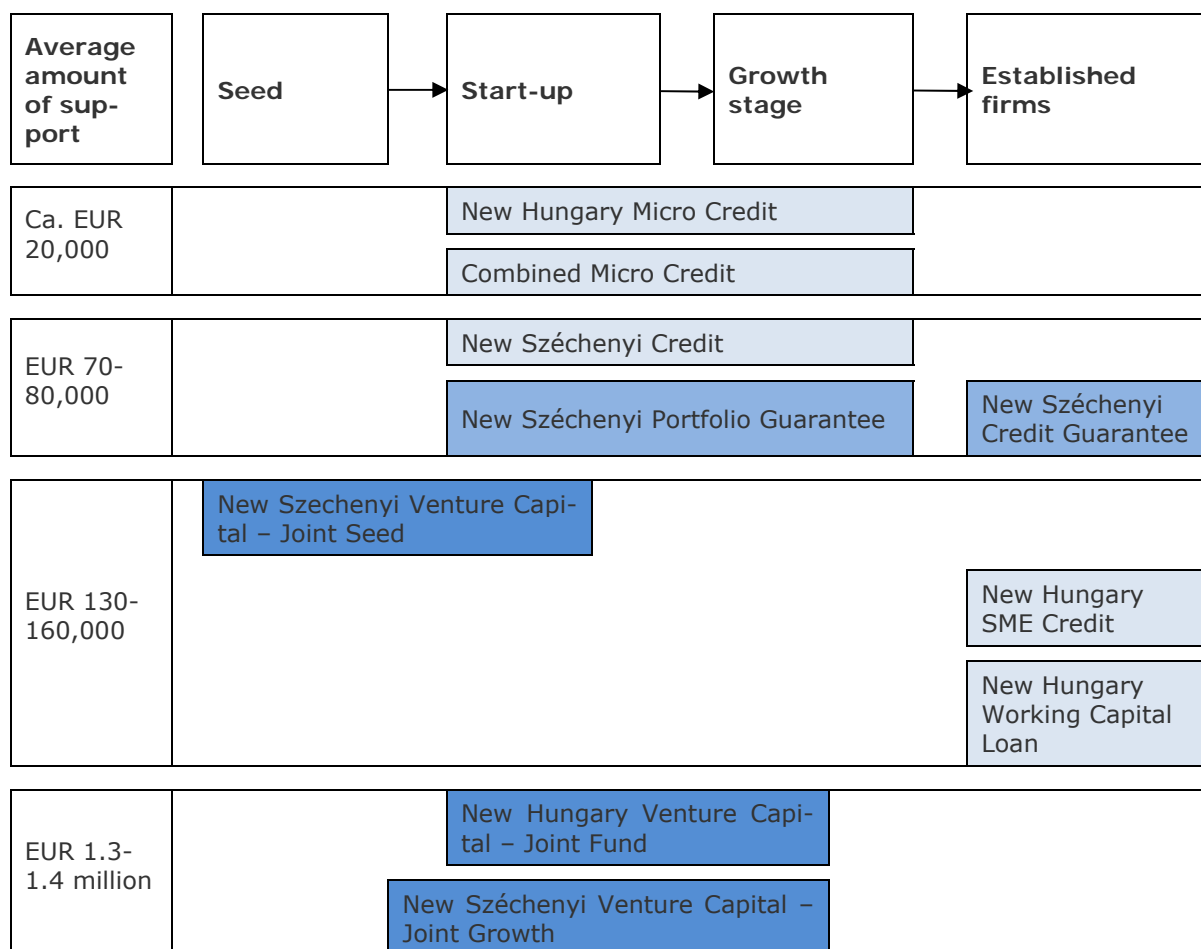 Average
amount
of sup-
port
Seed
Start-up
Growth
stage
Established
firms
Ca. EUR
20,000
New Hungary Micro Credit
Combined Micro Credit
EUR 70-
80,000
New Széchenyi Credit
New Széchenyi Portfolio Guarantee
New Széchenyi
Credit Guarantee
EUR 130-
160,000
New Szechenyi Venture Capi-
tal – Joint Seed
New Hungary
SME Credit
New Hungary
Working Capital
Loan
EUR 1.3-
1.4 million
New Hungary Venture Capi-
tal – Joint Fund
New Széchenyi Venture Capital –
Joint Growth